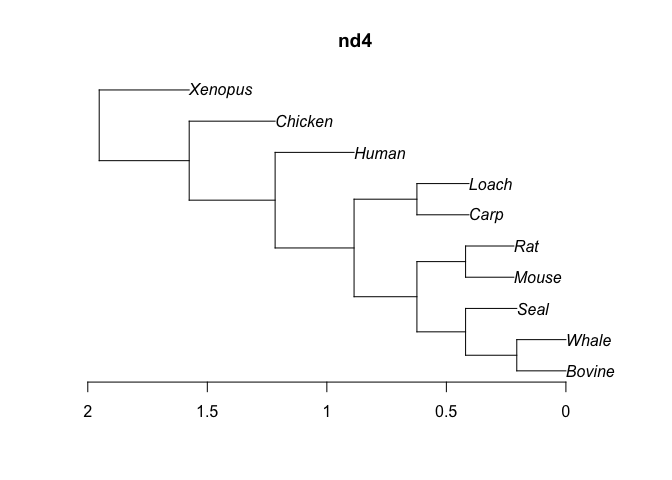 nd4
Xenopus
Chicken
Human
Loach
Carp
Rat
Mouse
Seal
Whale
Bovine
2 1.5 1 0.5 0